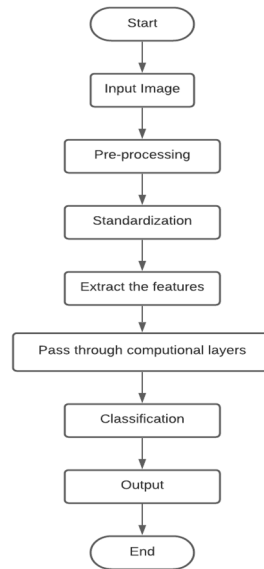 Start
Input Image
Pre-processing
Standardization
Extract the features
Pass through computional layers
Classification
Output
End